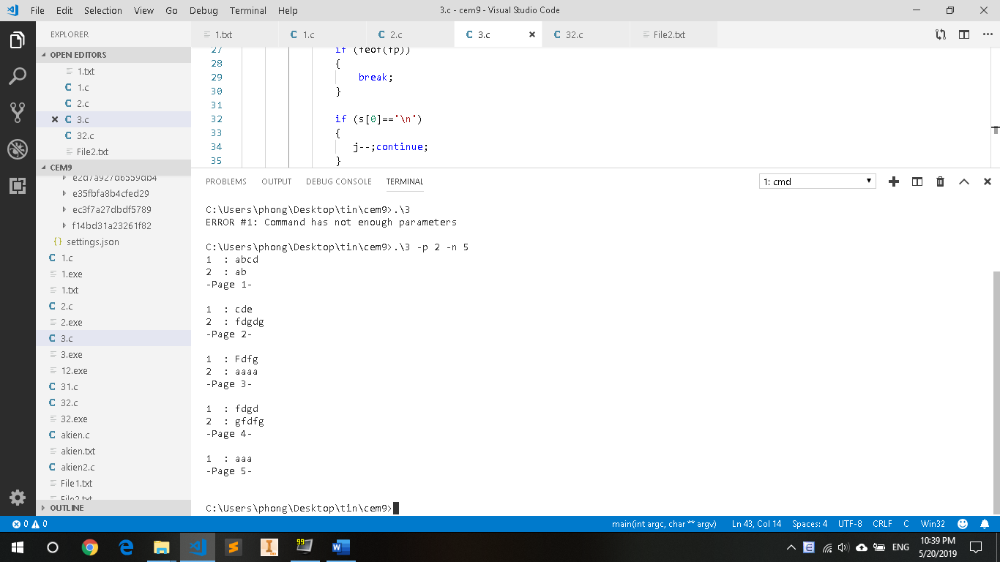 File Edit Selection View Go Debug Terminal Help
3.c - cem9 - Visual Studio Code
EXPLORER
OPEN EDITORS
1.txt
1.c
2.c
3.c
32.c
File2.txt
CEM9
e2d7a927d6559db4
e35fbfa8b4cfed29
ec3f7a27dbdf5789
f14bd31a23261f82
{} settings.json
1.c
1.exe
1.txt
2.c
2.exe
3.c
3.exe
12.exe
31.c
32.c
32.exe
akien.c
akien.txt
akien2.c
File1.txt
File2.txt
OUTLINE
1.txt
1.c
2.c
3.c
32.c
File2.txt
27 if (feof(fp))
28 {
29 break;
30 }
31
32 if (s[0]=='\n')
33 {
34 j--;continue;
35 }
PROBLEMS OUTPUT DEBUG CONSOLE TERMINAL
1: cmd
C:\Users\phong\Desktop\tin\cem9>.\3
ERROR #1: Command has not enough parameters
C:\Users\phong\Desktop\tin\cem9>.\3 -p 2 -n 5
1  : abcd
2  : ab
-Page 1-
1  : cde
2  : fdgdg
-Page 2-
1  : Fdfg
2  : aaaa
-Page 3-
1  : fdgd
2  : gfdfg
-Page 4-
1  : aaa
-Page 5-
C:\Users\phong\Desktop\tin\cem9>
0 0
main(int argc, char ** argv) Ln 43, Col 14 Spaces: 4 UTF-8 CRLF C Win32
ENG
10:39 PM
5/20/2019